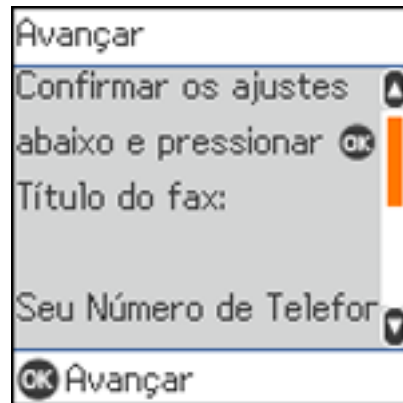 Avançar
Confirmar os ajustes
abaixo e pressionar OK
Título do fax:
Seu Número de Telefor
OK Avançar